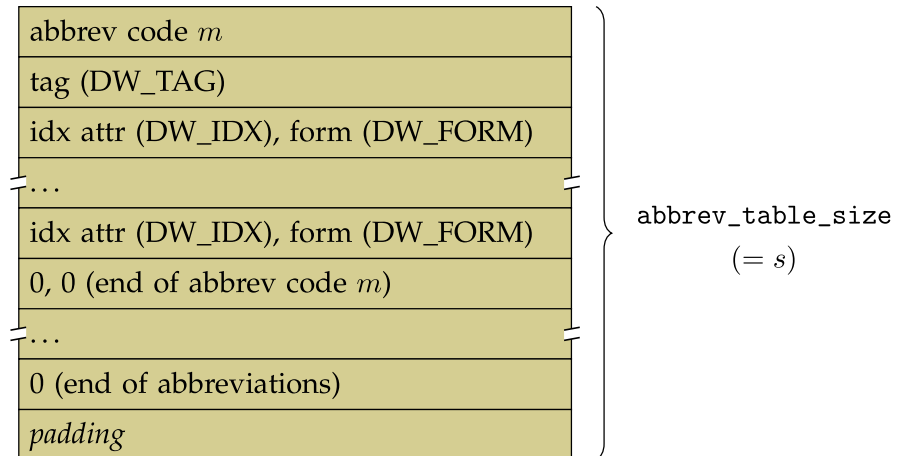 abbrev code m
tag (DW_TAG)
idx attr (DW_IDX), form (DW_FORM)
...
idx attr (DW_IDX), form (DW_FORM)
0, 0 (end of abbrev code m)
...
0 (end of abbreviations)
padding
abbrev_table_size
(= s)